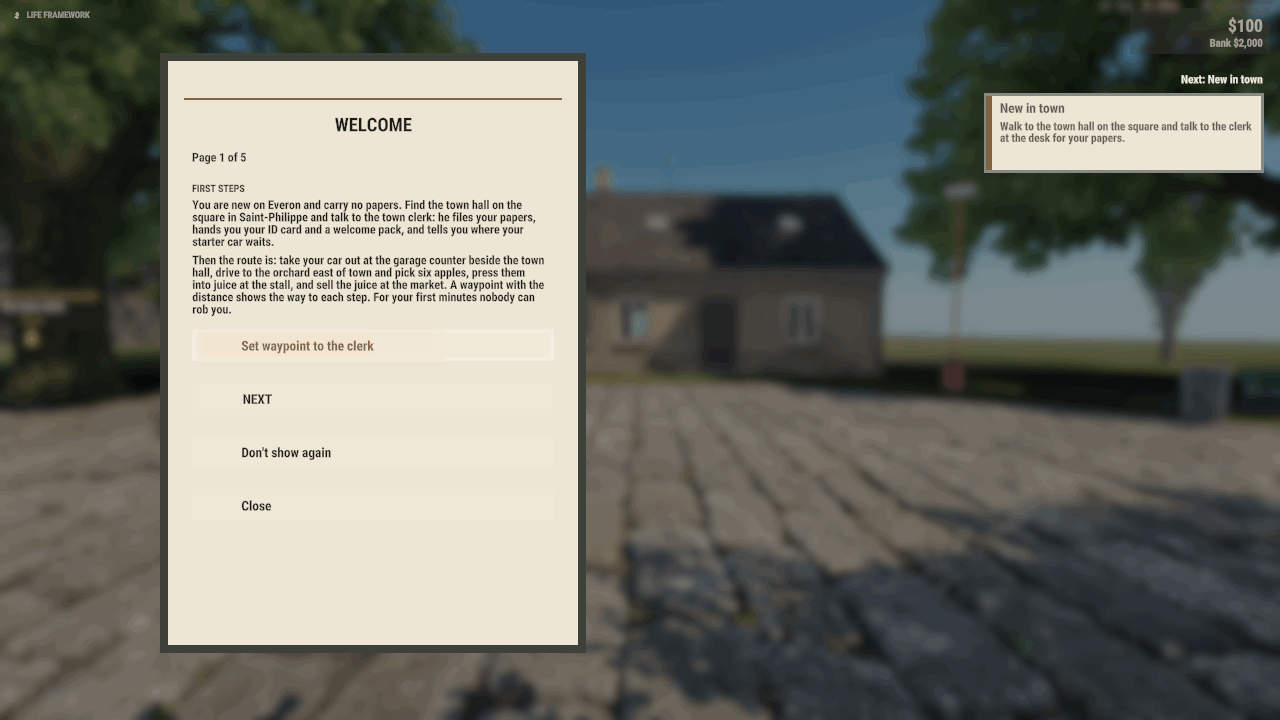 LIFE FRAMEWORK
$100
Bank $2,000
Next: New in town
New in town
Walk to the town hall on the square and talk to the clerk
at the desk for your papers.
WELCOME
Page 1 of 5
FIRST STEPS
You are new on Everon and carry no papers. Find the town hall on the
square in Saint-Philippe and talk to the town clerk: he files your papers,
hands you your ID card and a welcome pack, and tells you where your
starter car waits.
Then the route is: take your car out at the garage counter beside the town
hall, drive to the orchard east of town and pick six apples, press them
into juice at the stall, and sell the juice at the market. A waypoint with the
distance shows the way to each step. For your first minutes nobody can
rob you.
Set waypoint to the clerk
NEXT
Don't show again
Close